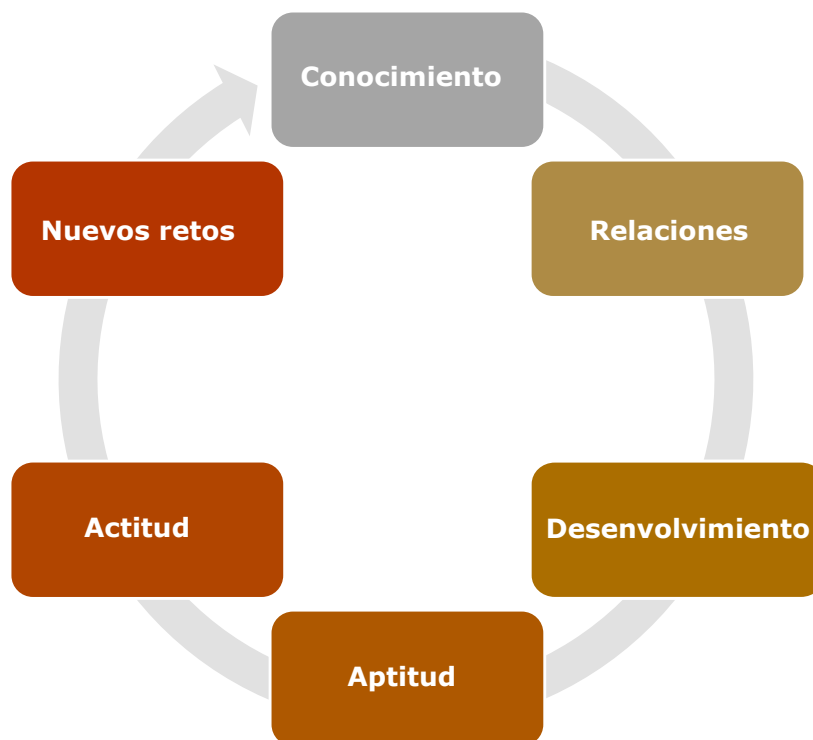 Conocimiento
Relaciones
Desenvolvimiento
Aptitud
Actitud
Nuevos retos